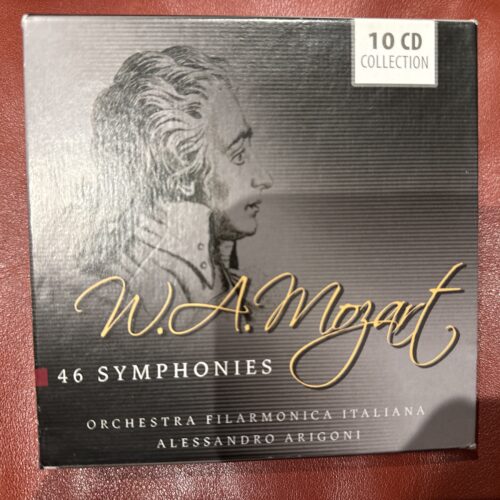 10 CD
COLLECTION
W.A.Mozart
46 SYMPHONIES
ORCHESTRA FILARMONICA ITALIANA
ALESSANDRO ARIGONI